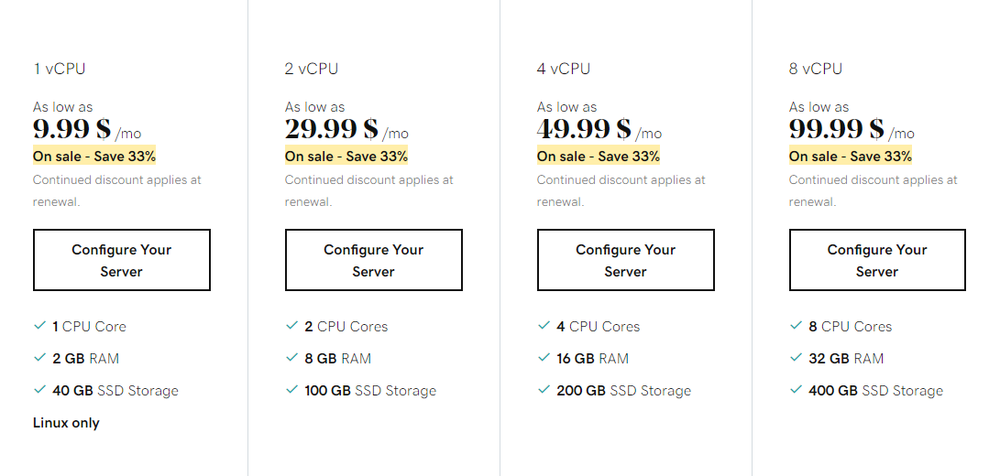 1 vCPU
As low as
9.99 $ /mo
On sale - Save 33%
Continued discount applies at
renewal.
Configure Your
Server
1 CPU Core
2 GB RAM
40 GB SSD Storage
Linux only
2 vCPU
As low as
29.99 $ /mo
On sale - Save 33%
Continued discount applies at
renewal.
Configure Your
Server
2 CPU Cores
8 GB RAM
100 GB SSD Storage
4 vCPU
As low as
49.99 $ /mo
On sale - Save 33%
Continued discount applies at
renewal.
Configure Your
Server
4 CPU Cores
16 GB RAM
200 GB SSD Storage
8 vCPU
As low as
99.99 $ /mo
On sale - Save 33%
Continued discount applies at
renewal.
Configure Your
Server
8 CPU Cores
32 GB RAM
400 GB SSD Storage